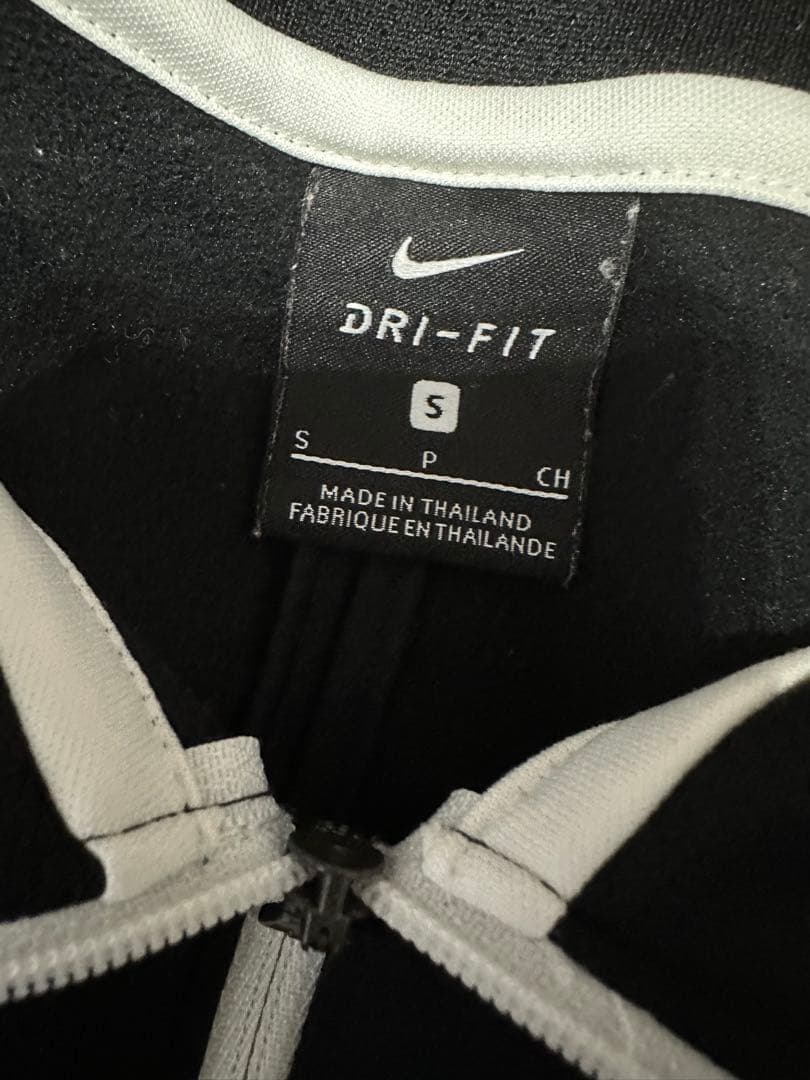 DRI-FIT
S
S P CH
MADE IN THAILAND
FABRIQUE EN THAILANDE